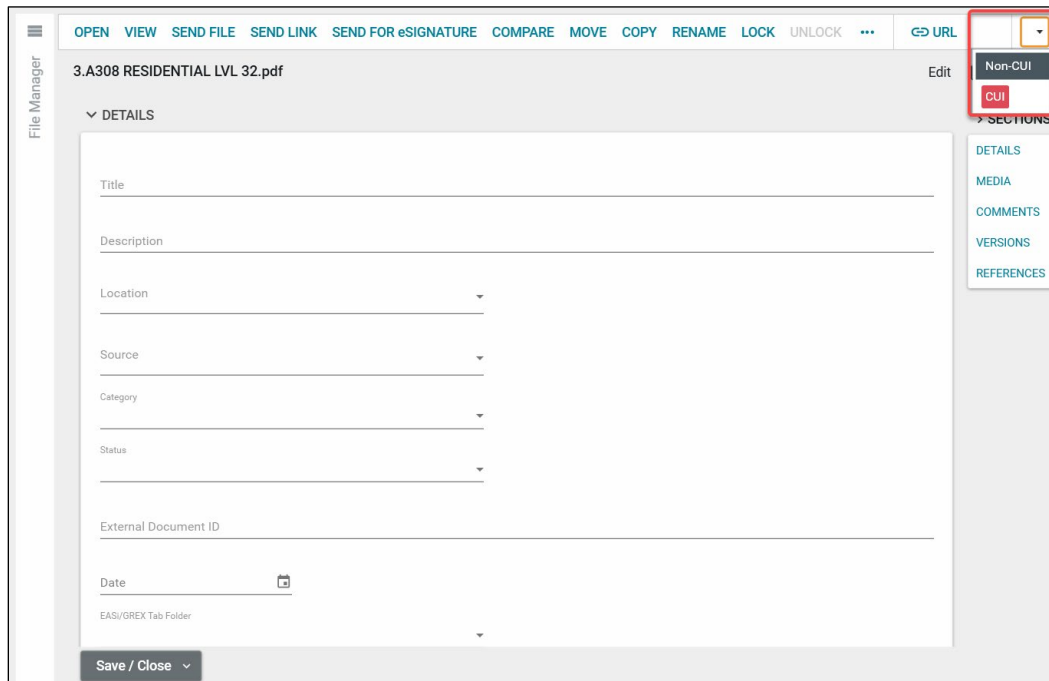 OPEN VIEW SEND FILE SEND LINK SEND FOR eSIGNATURE COMPARE MOVE COPY RENAME LOCK UNLOCK ••• URL
File Manager
3.A308 RESIDENTIAL LVL 32.pdf
Edit
Non-CUI
CUI
SECTIONS
DETAILS
MEDIA
COMMENTS
VERSIONS
REFERENCES
DETAILS
Title
Description
Location
Source
Category
Status
External Document ID
Date
EASi/GREX Tab Folder
Save / Close